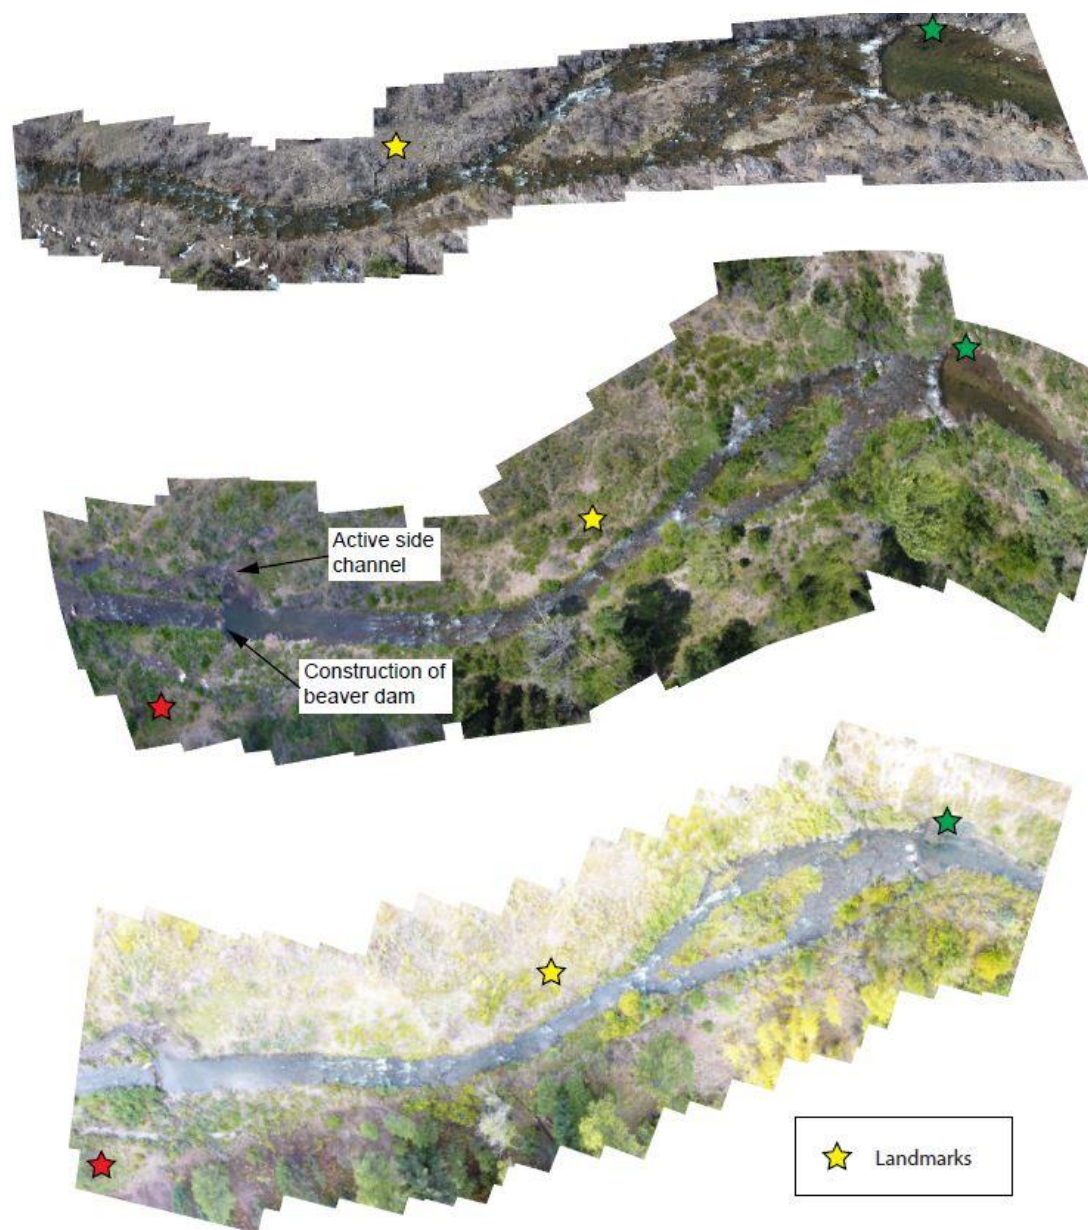 Active side
channel
Construction of
beaver dam
Landmarks